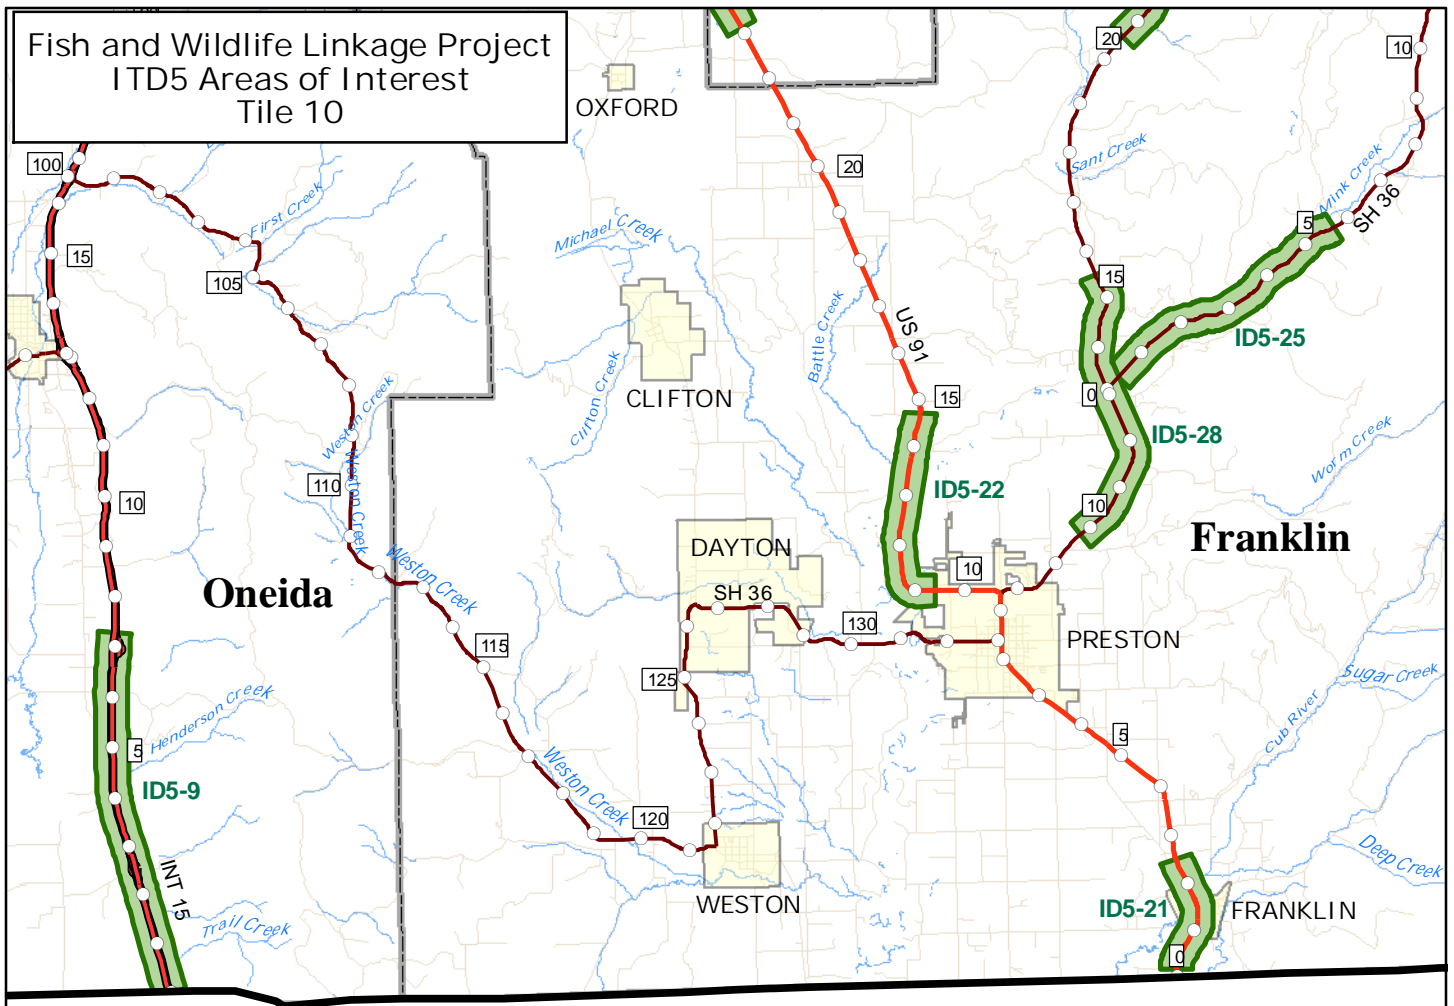 Fish and Wildlife Linkage Project
ITD5 Areas of Interest
Tile 10
OXFORD
20
10
100
Sant Creek
20
Mink Creek
SH 36
First Creek
Michael Creek
5
15
105
15
US 91
Battle Creek
ID5-25
Clifton Creek
CLIFTON
15
0
Weston Creek
ID5-28
Worm Creek
Weston Creek
110
ID5-22
10
10
Franklin
DAYTON
Weston Creek
Oneida
SH 36
10
115
130
PRESTON
125
Sugar Creek
Henderson Creek
Cub River
5
5
Weston Creek
ID5-9
120
Deep Creek
INT 15
WESTON
ID5-21
FRANKLIN
Trail Creek
0